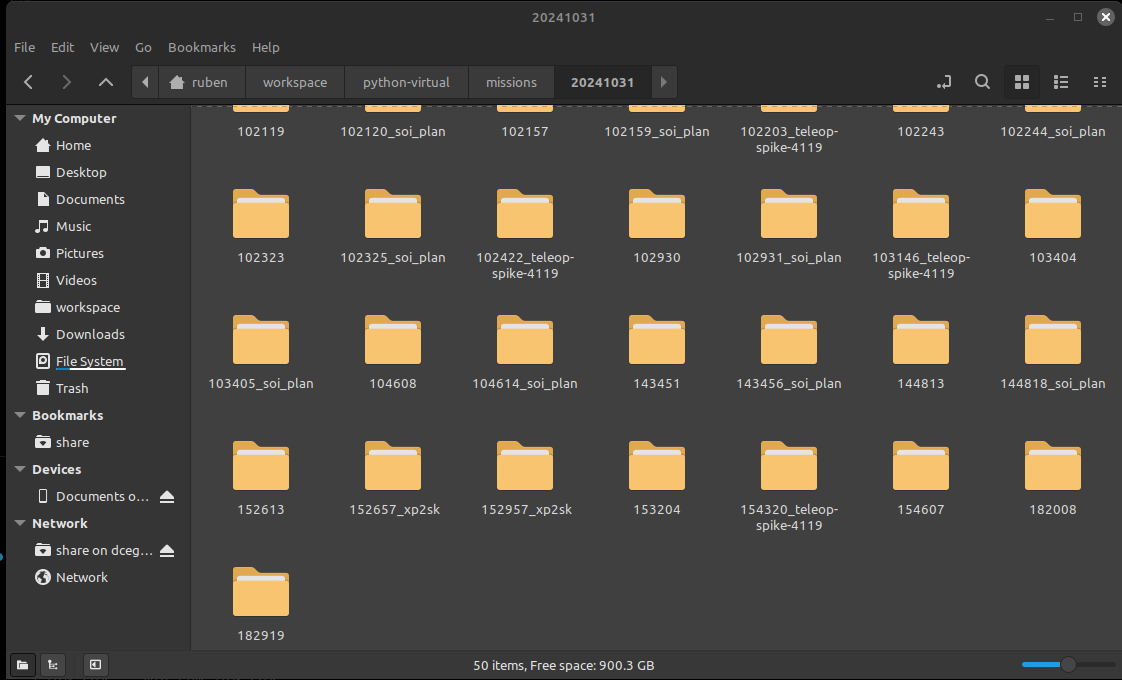 20241031
File Edit View Go Bookmarks Help
ruben workspace python-virtual missions 20241031
My Computer
Home
Desktop
Documents
Music
Pictures
Videos
workspace
Downloads
File System
Trash
Bookmarks
share
Devices
Documents o...
Network
share on dceg...
Network
102119 102120_soi_plan 102157 102159_soi_plan 102203_teleop- 102243 102244_soi_plan
spike-4119
102323 102325_soi_plan 102422_teleop- 102930 102931_soi_plan 103146_teleop- 103404
spike-4119 spike-4119
103405_soi_plan 104608 104614_soi_plan 143451 143456_soi_plan 144813 144818_soi_plan
152613 152657_xp2sk 152957_xp2sk 153204 154320_teleop- 154607 182008
spike-4119
182919
50 items, Free space: 900.3 GB